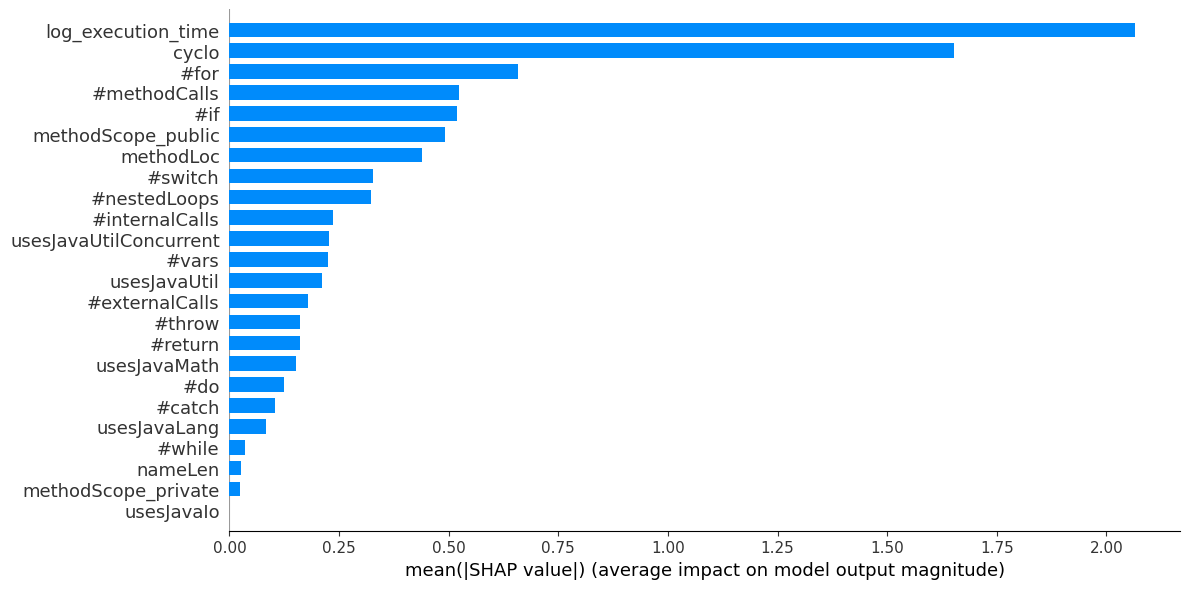 log_execution_time
cyclo
#for
#methodCalls
#if
methodScope_public
methodLoc
#switch
#nestedLoops
#internalCalls
usesJavaUtilConcurrent
#vars
usesJavaUtil
#externalCalls
#throw
#return
usesJavaMath
#do
#catch
usesJavaLang
#while
nameLen
methodScope_private
usesJavaIo
0.00 0.25 0.50 0.75 1.00 1.25 1.50 1.75 2.00
mean(|SHAP value|) (average impact on model output magnitude)